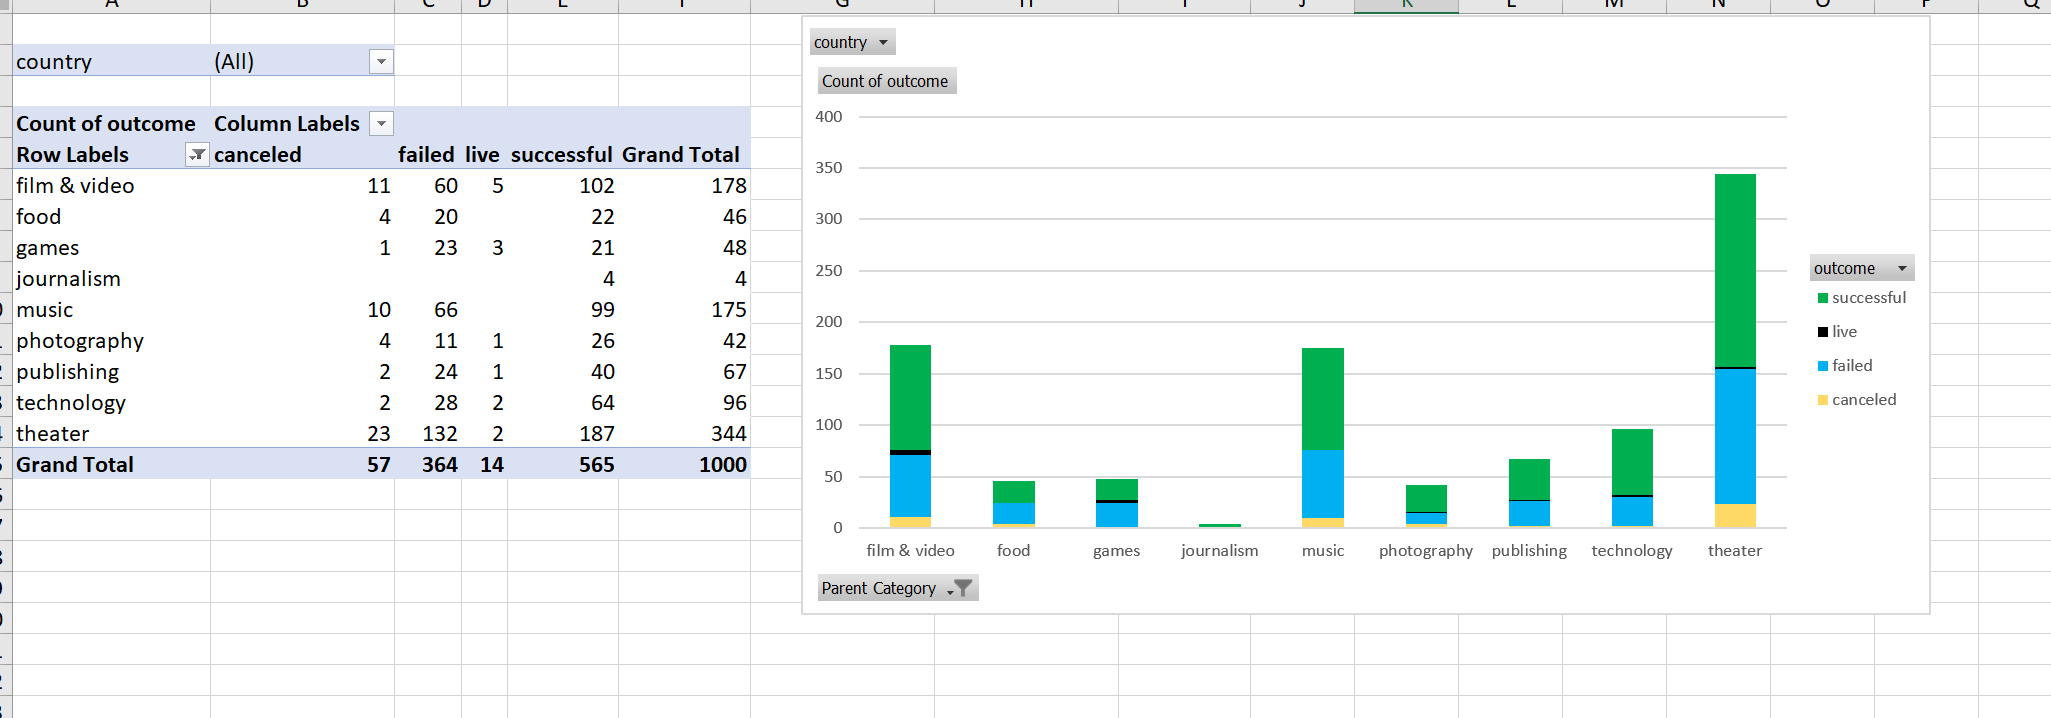 country (All)
Count of outcome Column Labels
Row Labels canceled failed live successful Grand Total
film & video 11 60 5 102 178
food 4 20 22 46
games 1 23 3 21 48
journalism 4 4
music 10 66 99 175
photography 4 11 1 26 42
publishing 2 24 1 40 67
technology 2 28 2 64 96
theater 23 132 2 187 344
Grand Total 57 364 14 565 1000
country
Count of outcome
400
350
300
250
200
150
100
50
0
film & video food games journalism music photography publishing technology theater
Parent Category
outcome
successful
live
failed
canceled